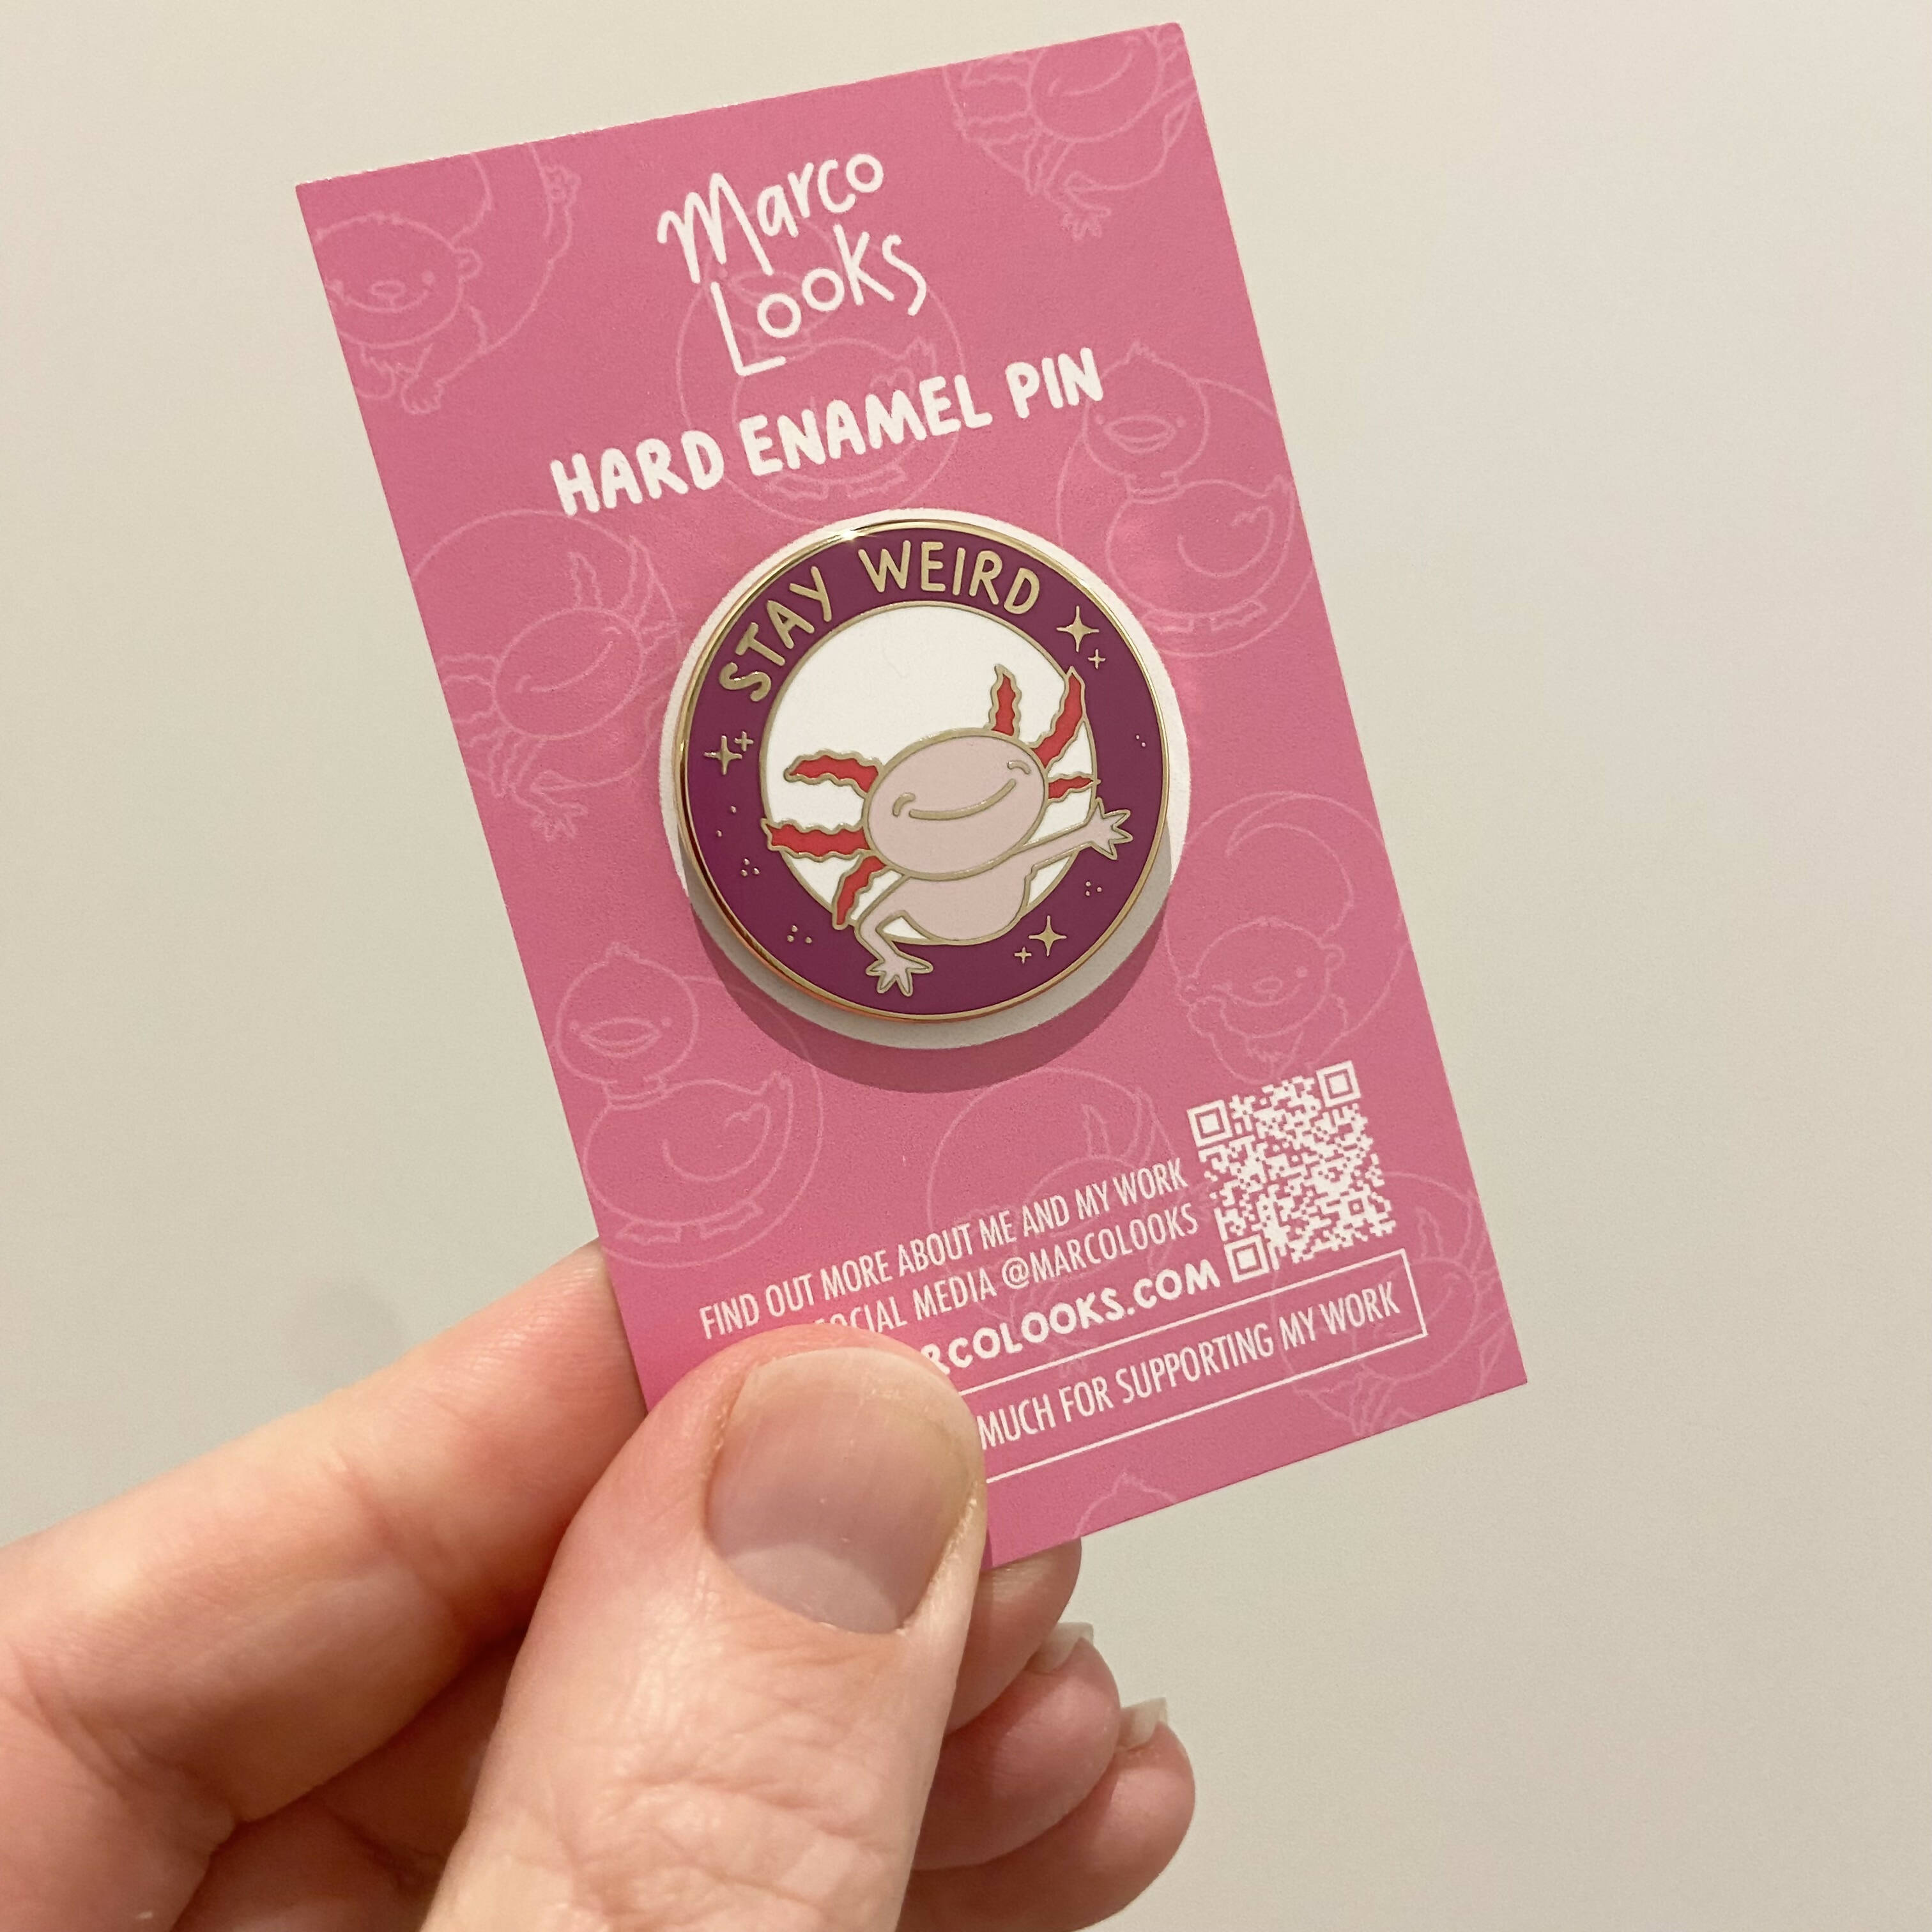 Marco
Looks
HARD ENAMEL PIN
STAY WEIRD
FIND OUT MORE ABOUT ME AND MY WORK
SOCIAL MEDIA @MARCOLOOKS
RCOLOOKS.COM
MUCH FOR SUPPORTING MY WORK